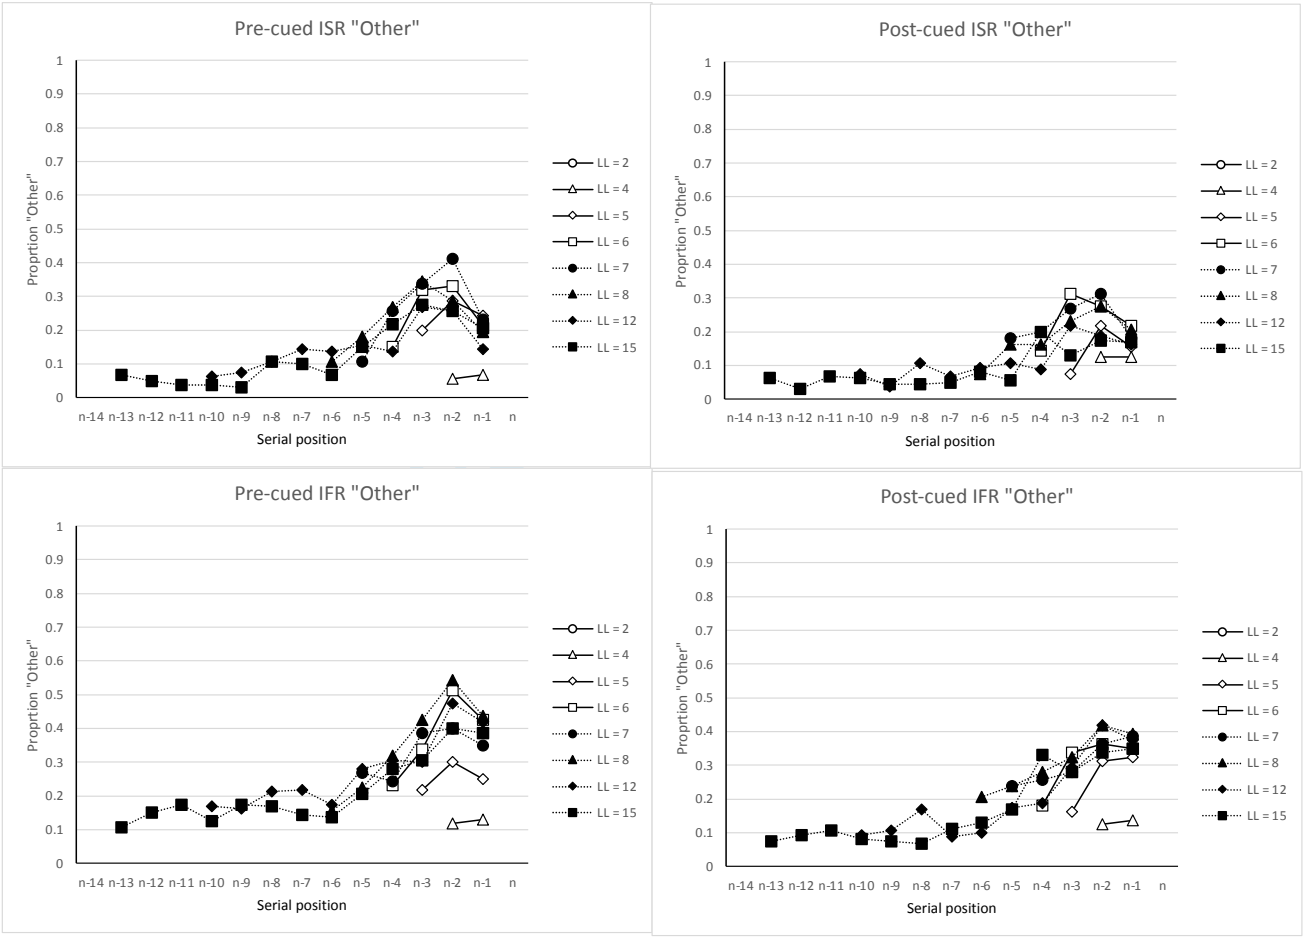 Pre-cued ISR "Other"
Proprtion "Other"
1
0.9
0.8
0.7
0.6
0.5
0.4
0.3
0.2
0.1
0
n-14 n-13 n-12 n-11 n-10 n-9 n-8 n-7 n-6 n-5 n-4 n-3 n-2 n-1 n
Serial position
LL = 2
LL = 4
LL = 5
LL = 6
LL = 7
LL = 8
LL = 12
LL = 15
Post-cued ISR "Other"
Proprtion "Other"
1
0.9
0.8
0.7
0.6
0.5
0.4
0.3
0.2
0.1
0
n-14 n-13 n-12 n-11 n-10 n-9 n-8 n-7 n-6 n-5 n-4 n-3 n-2 n-1 n
Serial position
LL = 2
LL = 4
LL = 5
LL = 6
LL = 7
LL = 8
LL = 12
LL = 15
Pre-cued IFR "Other"
Proprtion "Other"
1
0.9
0.8
0.7
0.6
0.5
0.4
0.3
0.2
0.1
0
n-14 n-13 n-12 n-11 n-10 n-9 n-8 n-7 n-6 n-5 n-4 n-3 n-2 n-1 n
Serial position
LL = 2
LL = 4
LL = 5
LL = 6
LL = 7
LL = 8
LL = 12
LL = 15
Post-cued IFR "Other"
Proprtion "Other"
1
0.9
0.8
0.7
0.6
0.5
0.4
0.3
0.2
0.1
0
n-14 n-13 n-12 n-11 n-10 n-9 n-8 n-7 n-6 n-5 n-4 n-3 n-2 n-1 n
Serial position
LL = 2
LL = 4
LL = 5
LL = 6
LL = 7
LL = 8
LL = 12
LL = 15